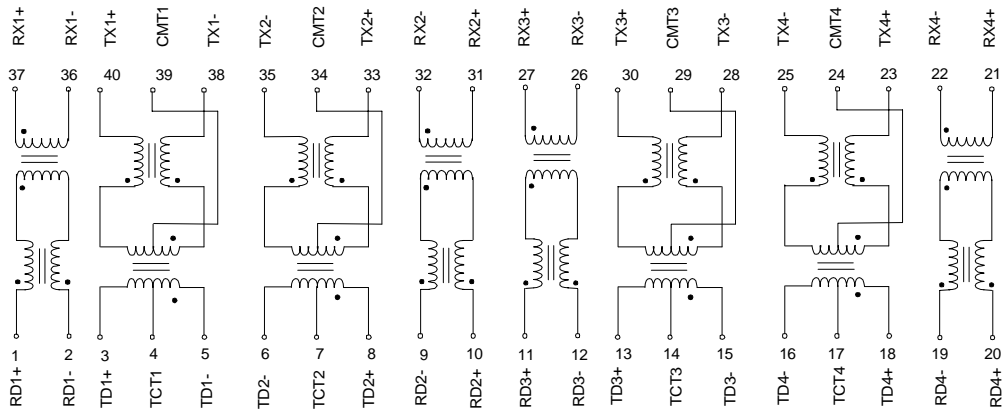 RX1+ RX1- TX1+ CMT1 TX1- TX2- CMT2 TX2+ RX2- RX2+ RX3+ RX3- TX3+ CMT3 TX3- TX4- CMT4 TX4+ RX4- RX4+
37 36 40 39 38 35 34 33 32 31 27 26 30 29 28 25 24 23 22 21
1 2 3 4 5 6 7 8 9 10 11 12 13 14 15 16 17 18 19 20
RD1+ RD1- TD1+ TCT1 TD1- TD2- TCT2 TD2+ RD2- RD2+ RD3+ RD3- TD3+ TCT3 TD3- TD4- TCT4 TD4+ RD4- RD4+